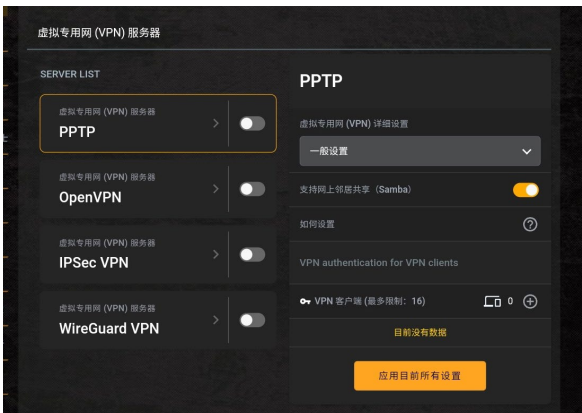 虚拟专用网 (VPN) 服务器
SERVER LIST
虚拟专用网 (VPN) 服务器
PPTP
虚拟专用网 (VPN) 服务器
OpenVPN
虚拟专用网 (VPN) 服务器
IPSec VPN
虚拟专用网 (VPN) 服务器
WireGuard VPN
PPTP
虚拟专用网 (VPN) 详细设置
一般设置
支持网上邻居共享（Samba）
如何设置
VPN authentication for VPN clients
VPN 客户端 (最多限制：16) 0
目前没有数据
应用目前所有设置